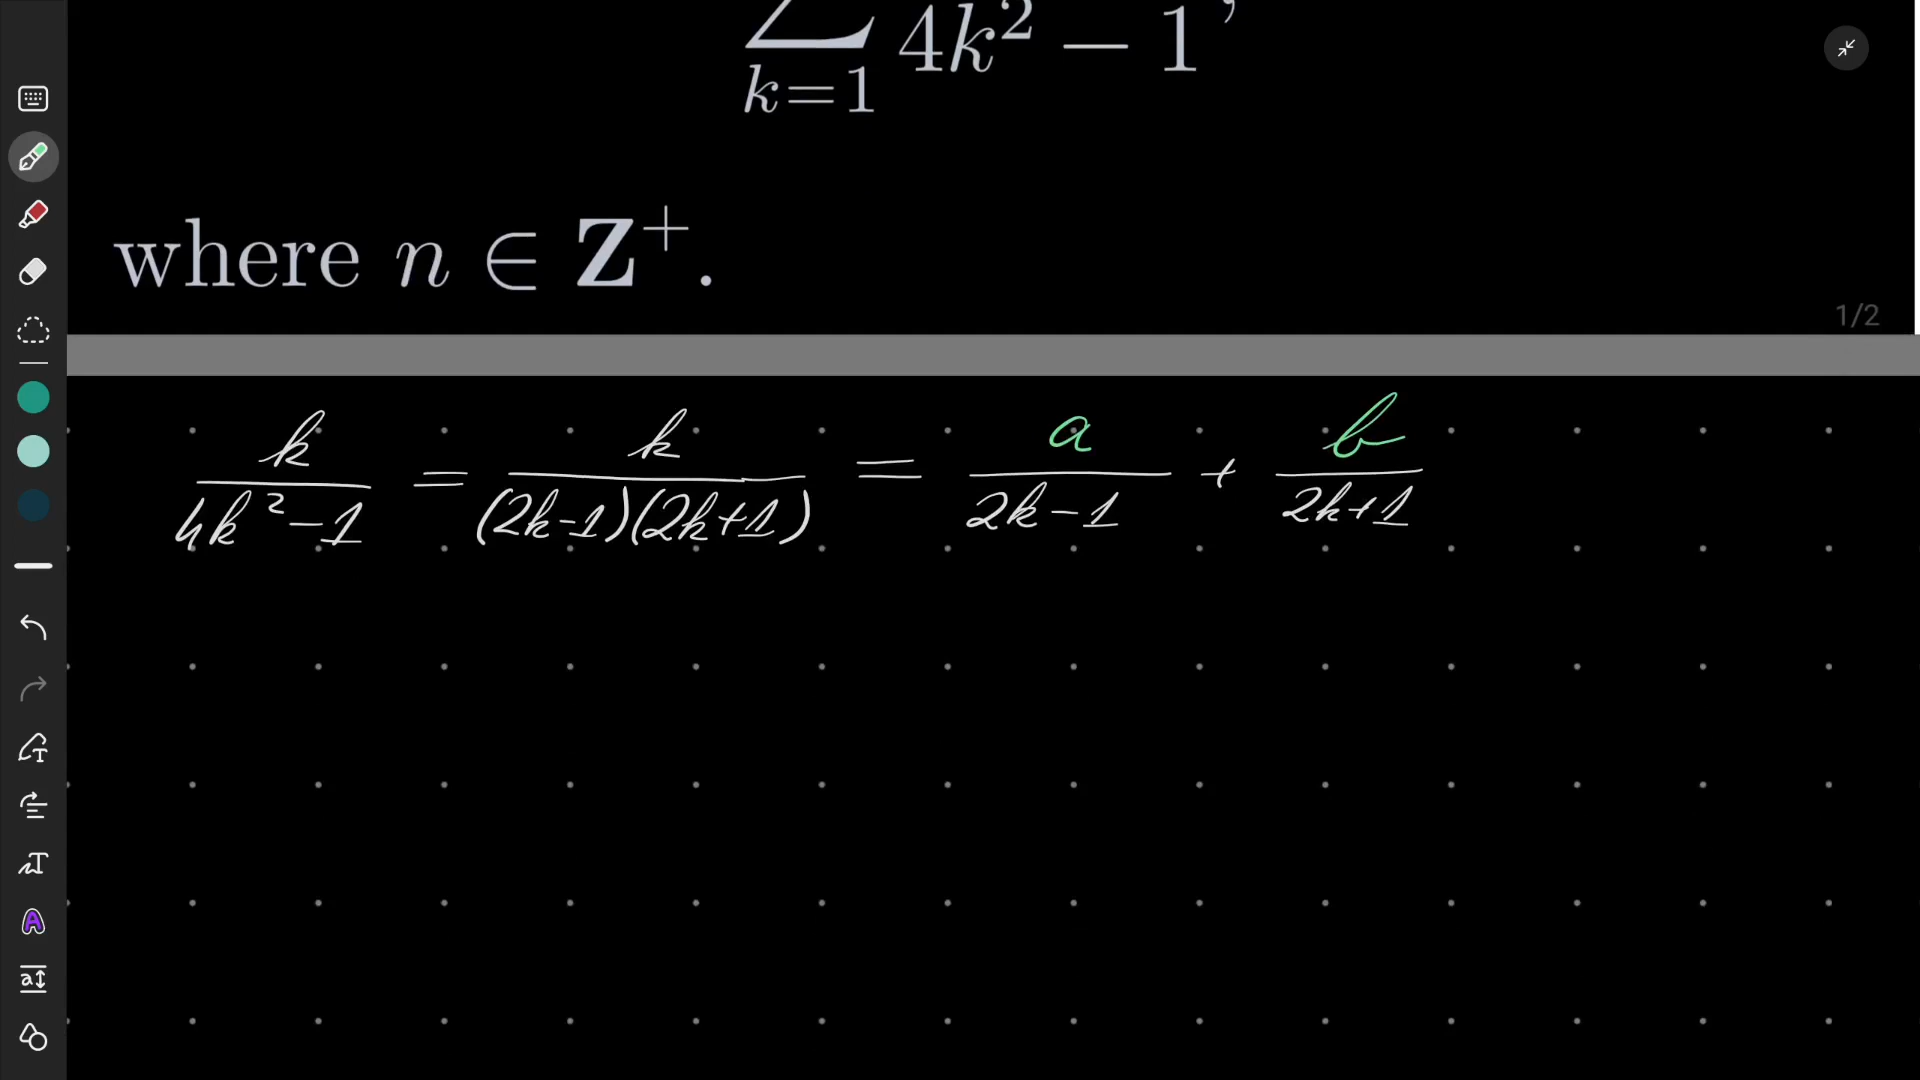 ∑ 4k² − 1 ,
k=1
where n ∈ Z⁺.
1/2
k/(4k² − 1) = k/((2k−1)(2k+1)) = a/(2k−1) + b/(2k+1)